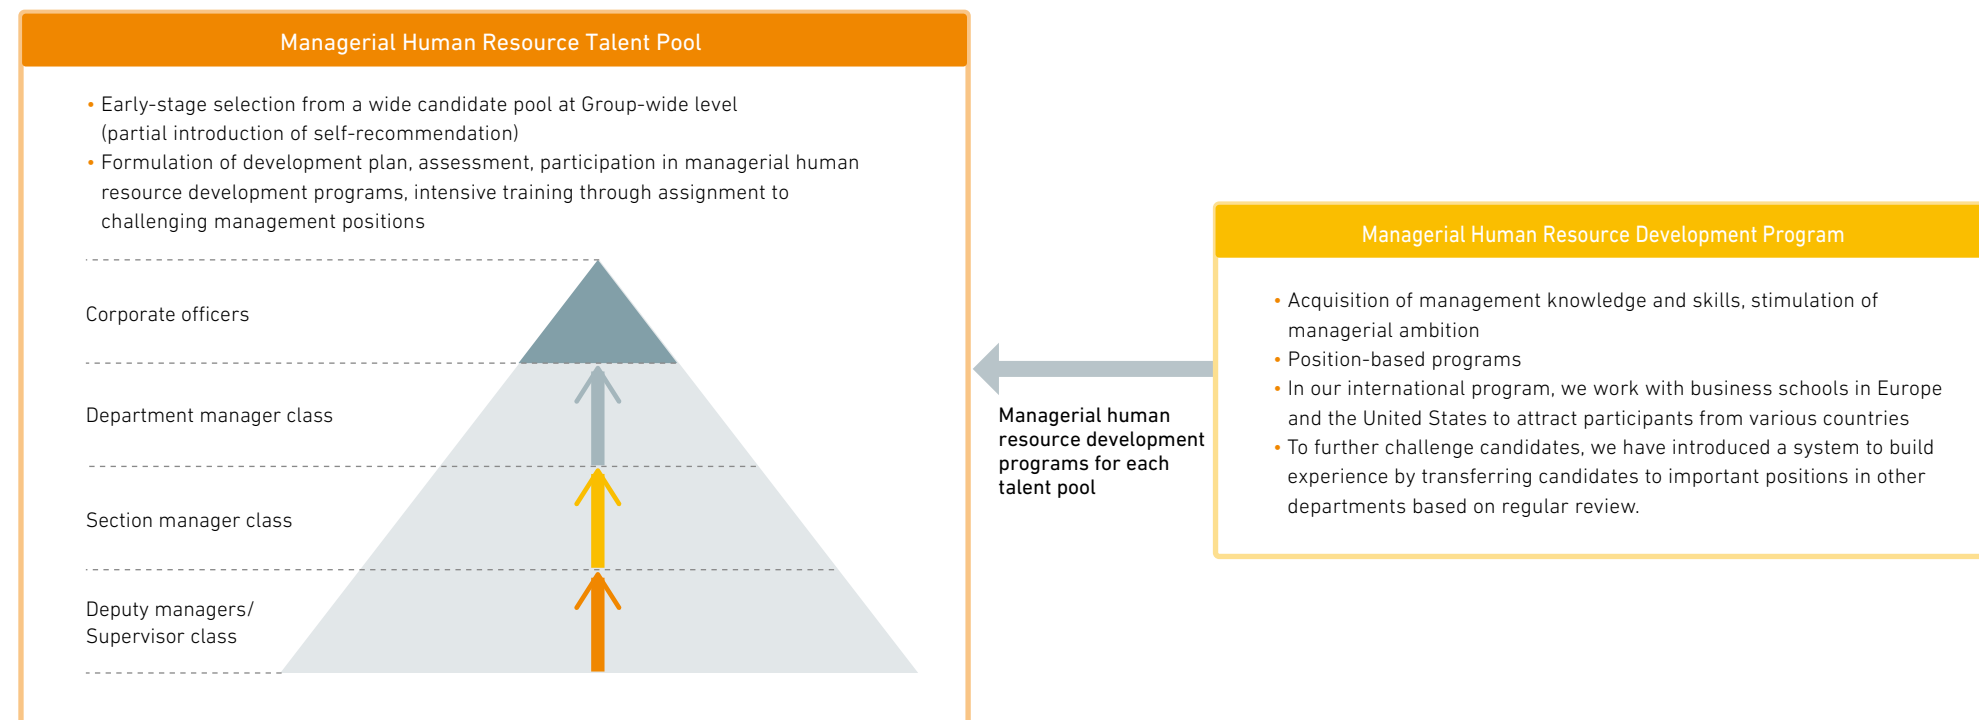 Managerial Human Resource Talent Pool
• Early-stage selection from a wide candidate pool at Group-wide level
(partial introduction of self-recommendation)
• Formulation of development plan, assessment, participation in managerial human
resource development programs, intensive training through assignment to
challenging management positions
Corporate officers
Department manager class
Section manager class
Deputy managers/
Supervisor class
Managerial human
resource development
programs for each
talent pool
Managerial Human Resource Development Program
• Acquisition of management knowledge and skills, stimulation of
managerial ambition
• Position-based programs
• In our international program, we work with business schools in Europe
and the United States to attract participants from various countries
• To further challenge candidates, we have introduced a system to build
experience by transferring candidates to important positions in other
departments based on regular review.